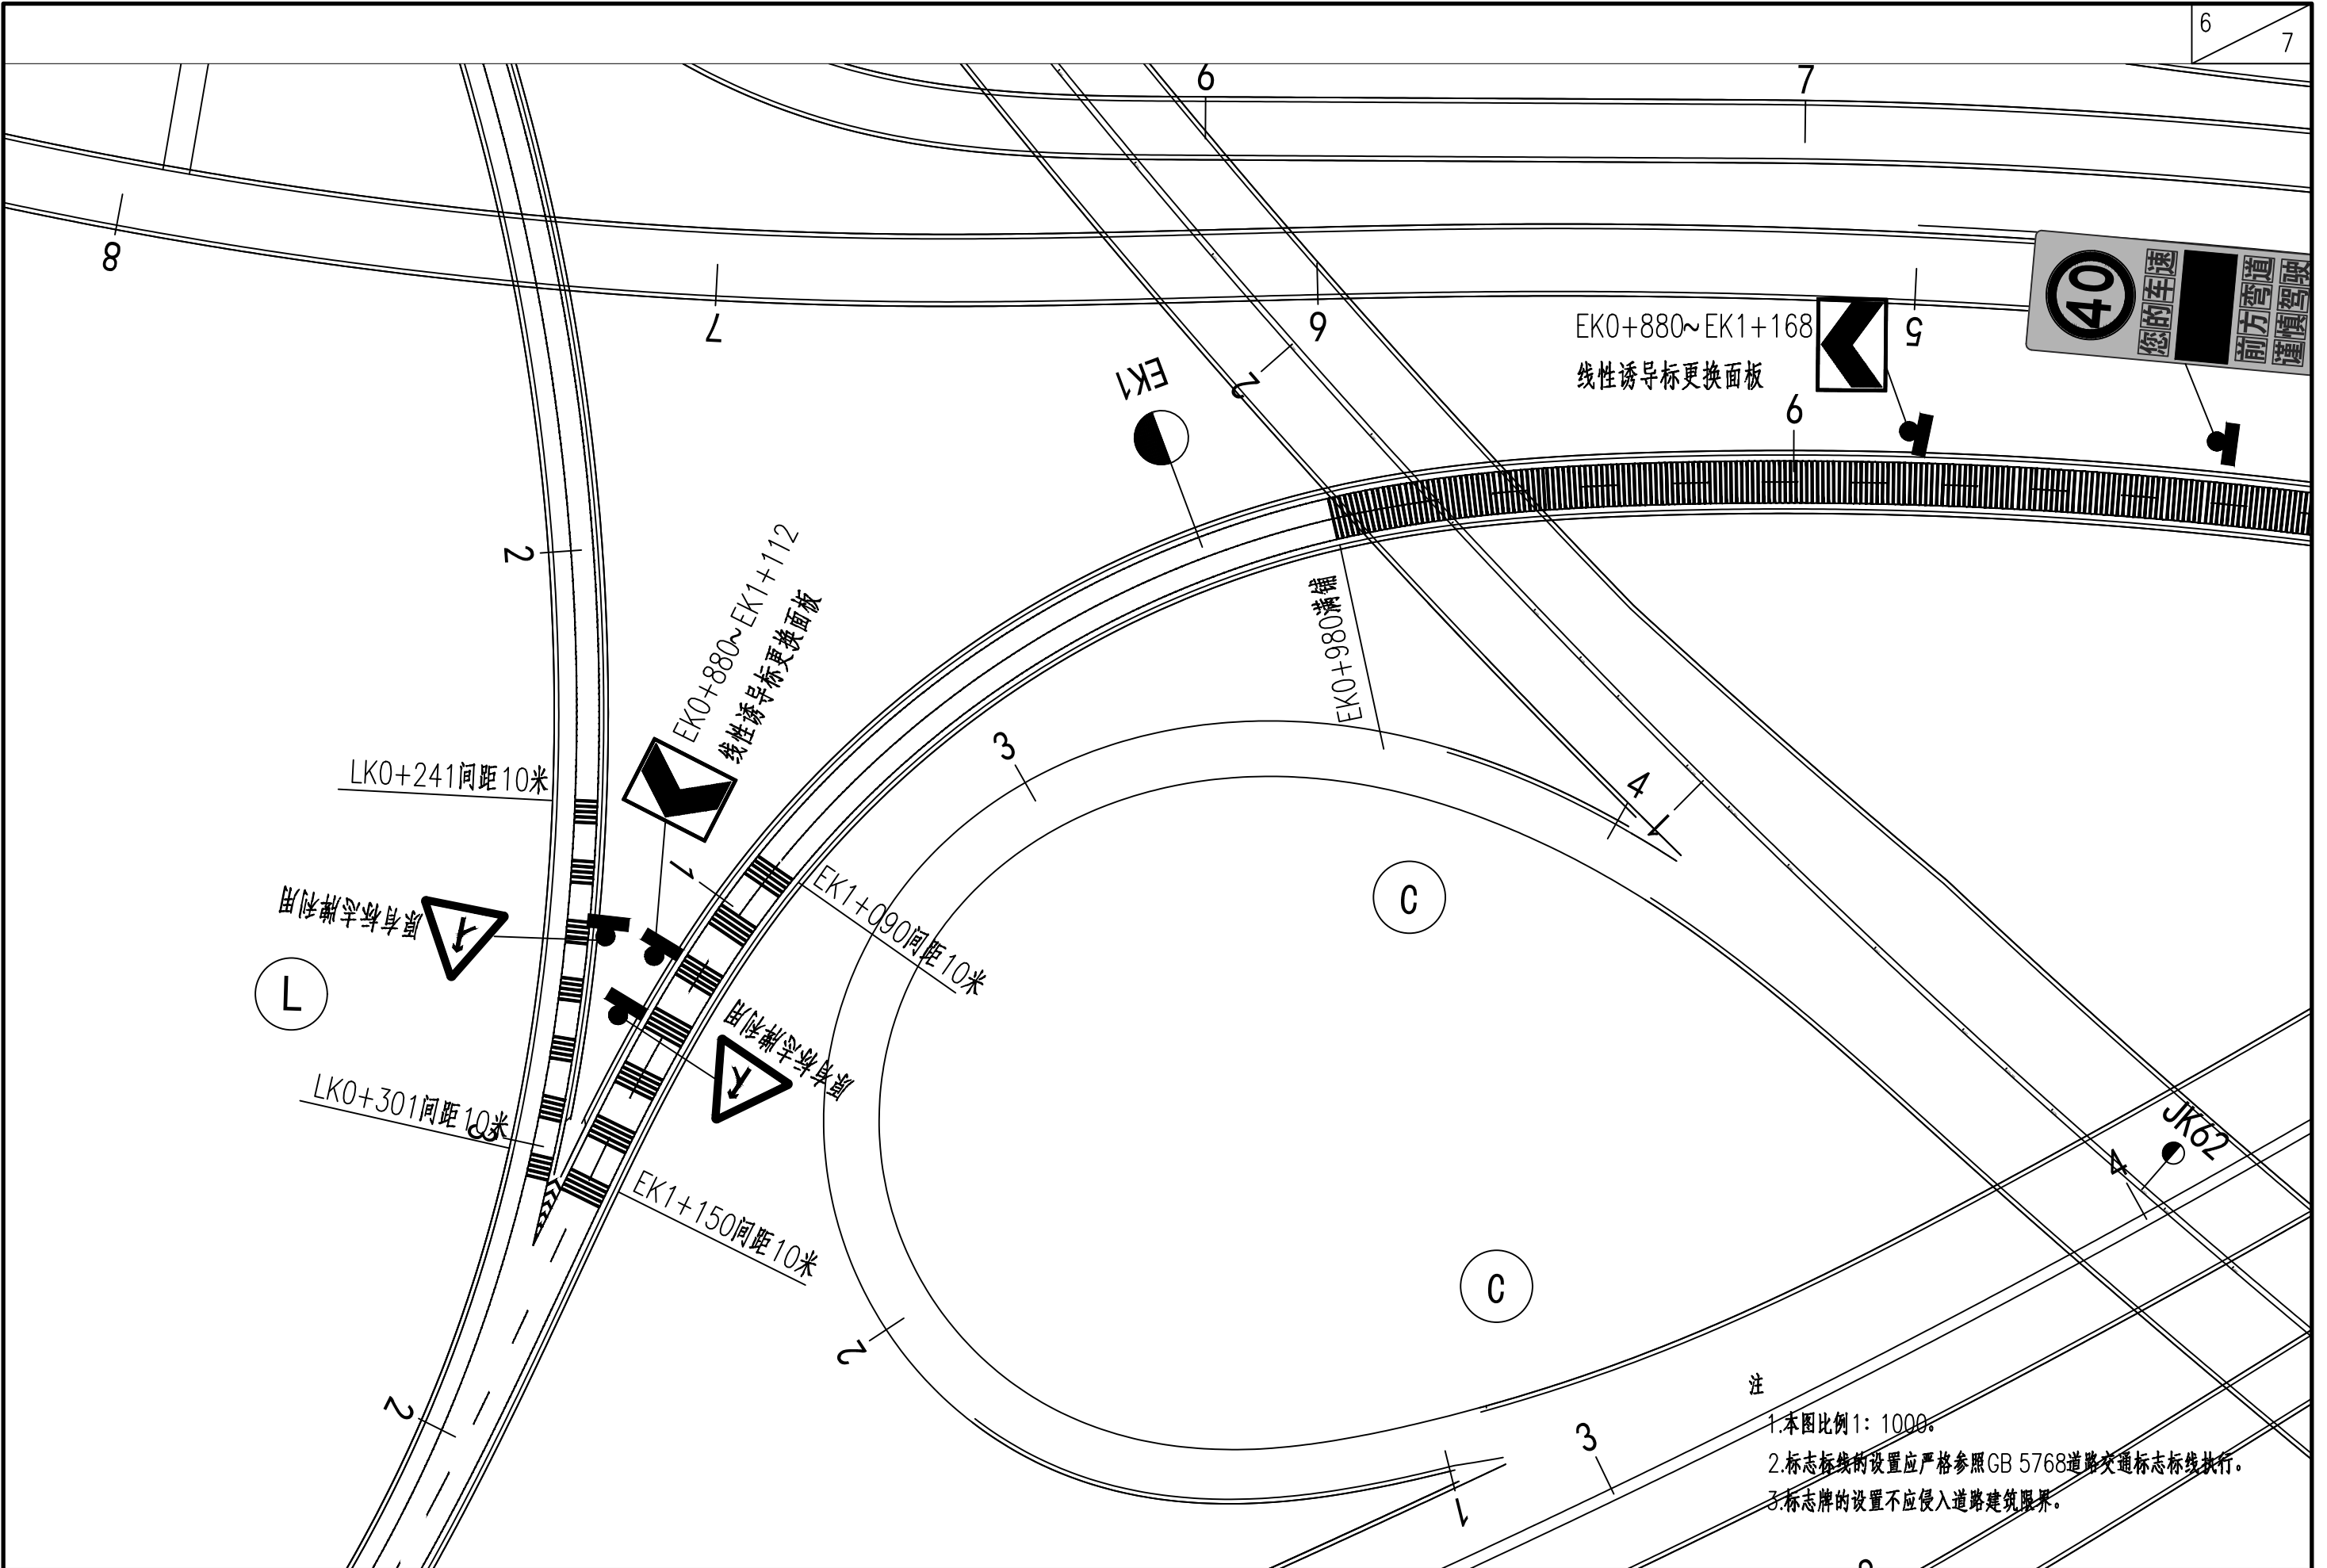 6
7
6
7
8
7
6
5
40
您的车速
前方弯道
谨慎驾驶
EK0+880~EK1+168
线性诱导标更换面板
EK1
2
6
2
EK0+880~EK1+112
线性诱导标更换面板
EK0+980满铺
3
4
1
LK0+241间距10米
1
EK1+090间距10米
C
原有标志牌利用
L
原有标志牌利用
LK0+301间距10米
3
JK62
4
EK1+150间距10米
C
2
2
3
1
注
1.本图比例1：1000。
2.标志标线的设置应严格参照GB 5768道路交通标志标线执行。
3.标志牌的设置不应侵入道路建筑限界。